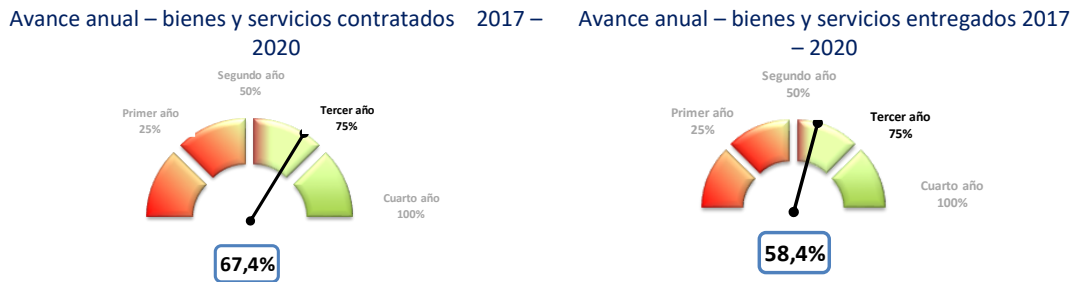 Avance anual – bienes y servicios contratados 2017 –
2020
Segundo año
50%
Primer año
25%
Tercer año
75%
Cuarto año
100%
67,4%
Avance anual – bienes y servicios entregados 2017
– 2020
Segundo año
50%
Primer año
25%
Tercer año
75%
Cuarto año
100%
58,4%